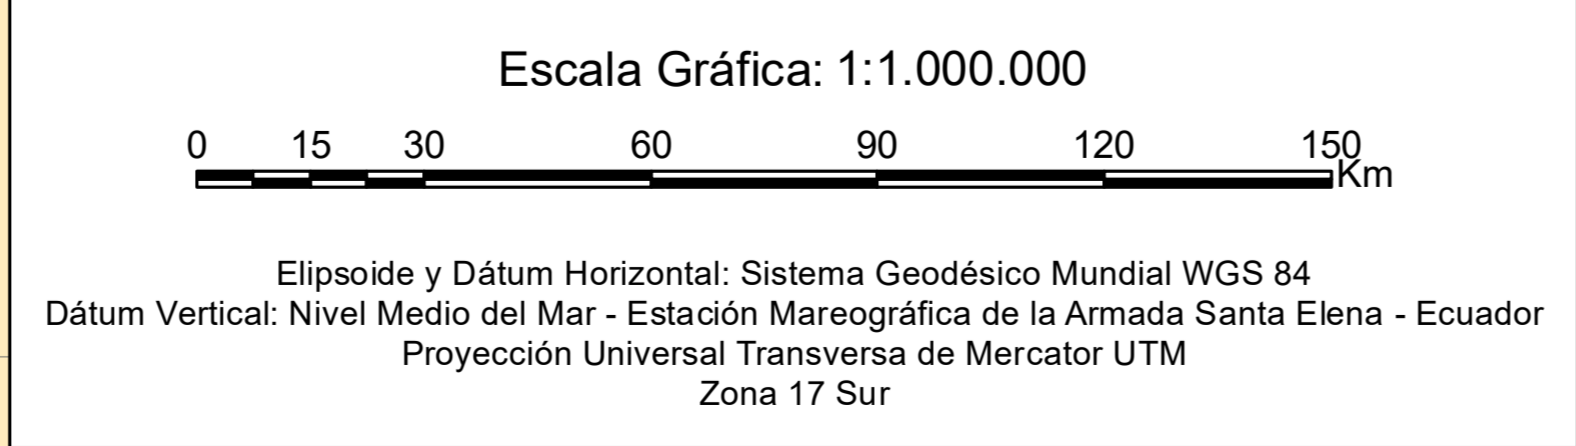 Escala Gráfica: 1:1.000.000
0 15 30 60 90 120 150
Km
Elipsoide y Dátum Horizontal: Sistema Geodésico Mundial WGS 84
Dátum Vertical: Nivel Medio del Mar - Estación Mareográfica de la Armada Santa Elena - Ecuador
Proyección Universal Transversa de Mercator UTM
Zona 17 Sur